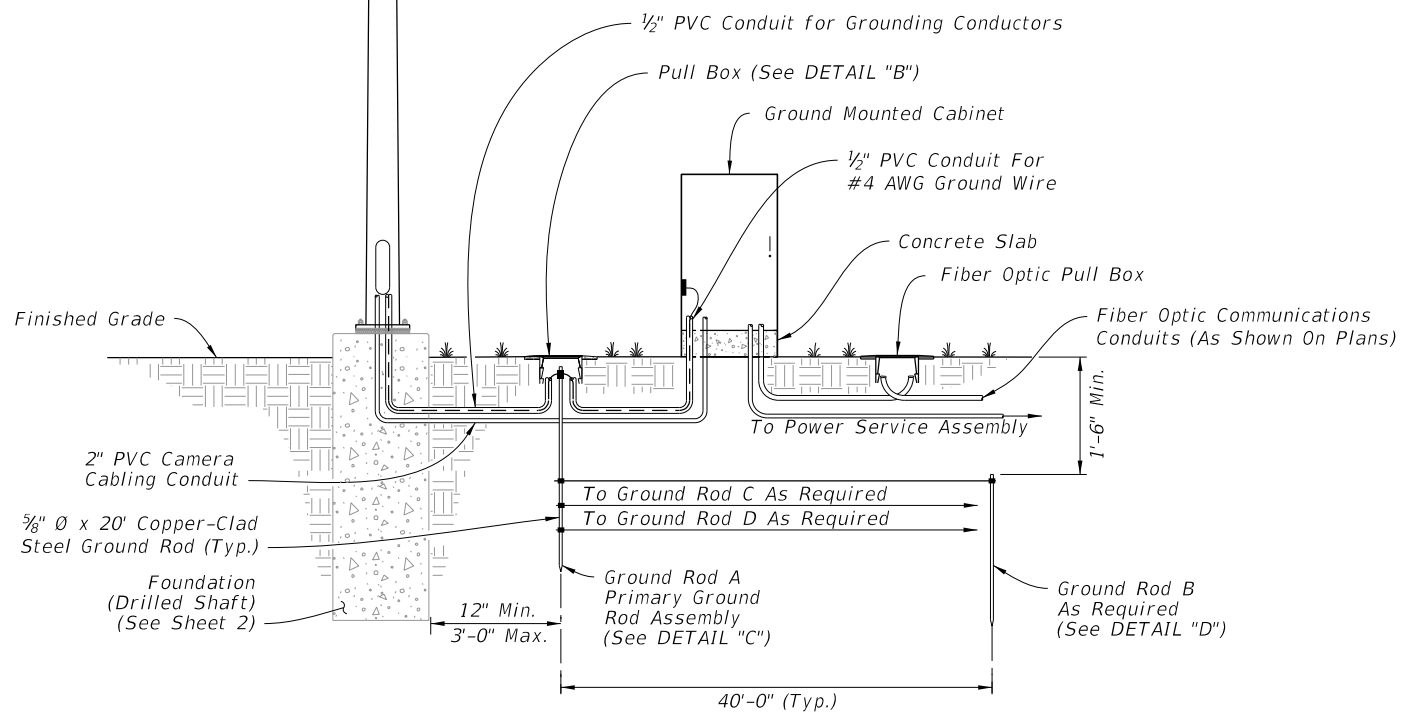 ½" PVC Conduit for Grounding Conductors
Pull Box (See DETAIL "B")
Ground Mounted Cabinet
½" PVC Conduit For
#4 AWG Ground Wire
Concrete Slab
Fiber Optic Pull Box
Finished Grade
Fiber Optic Communications
Conduits (As Shown On Plans)
1'-6" Min.
To Power Service Assembly
2" PVC Camera
Cabling Conduit
To Ground Rod C As Required
To Ground Rod D As Required
⅝" Ø x 20' Copper-Clad
Steel Ground Rod (Typ.)
Foundation
(Drilled Shaft)
(See Sheet 2)
12" Min.
3'-0" Max.
Ground Rod A
Primary Ground
Rod Assembly
(See DETAIL "C")
Ground Rod B
As Required
(See DETAIL "D")
40'-0" (Typ.)